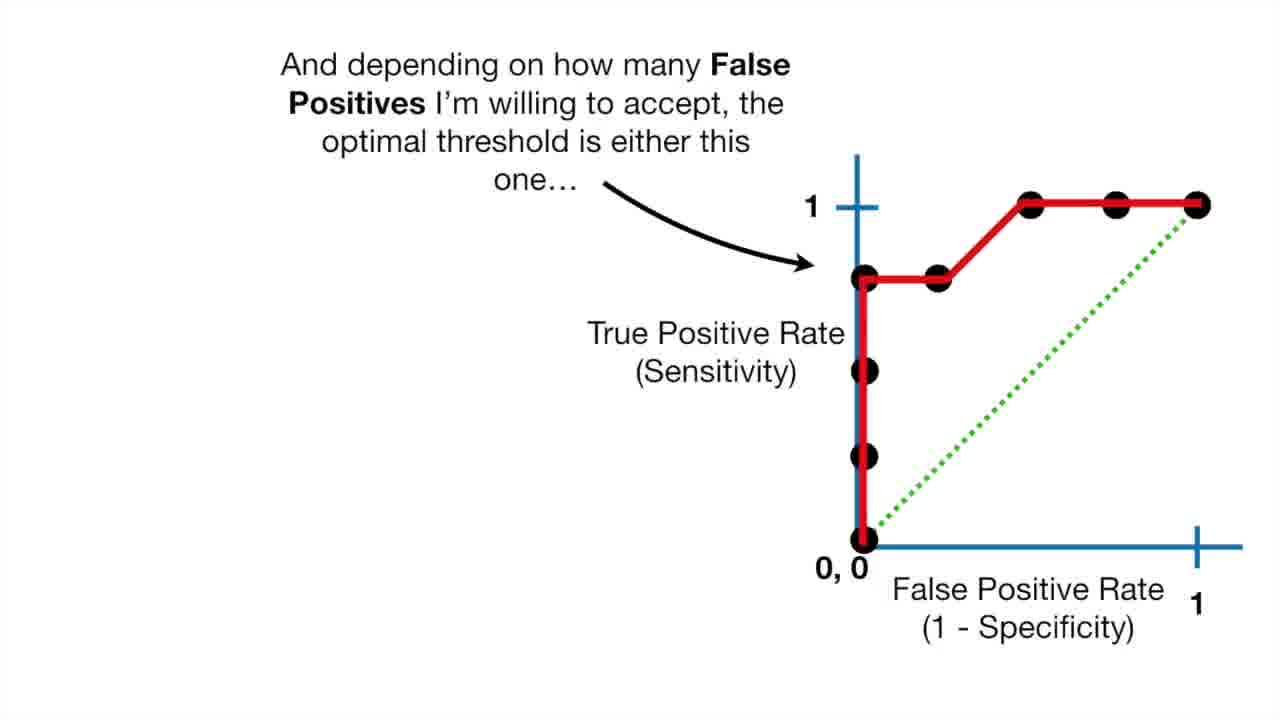 And depending on how many False
Positives I'm willing to accept, the
optimal threshold is either this
one…
1
True Positive Rate
(Sensitivity)
0, 0
False Positive Rate
(1 - Specificity)
1